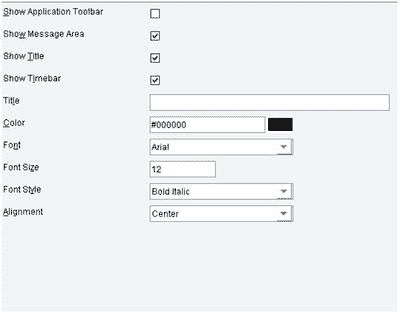 Show Application Toolbar
Show Message Area
Show Title
Show Timebar
Title
Color #000000
Font Arial
Font Size 12
Font Style Bold Italic
Alignment Center